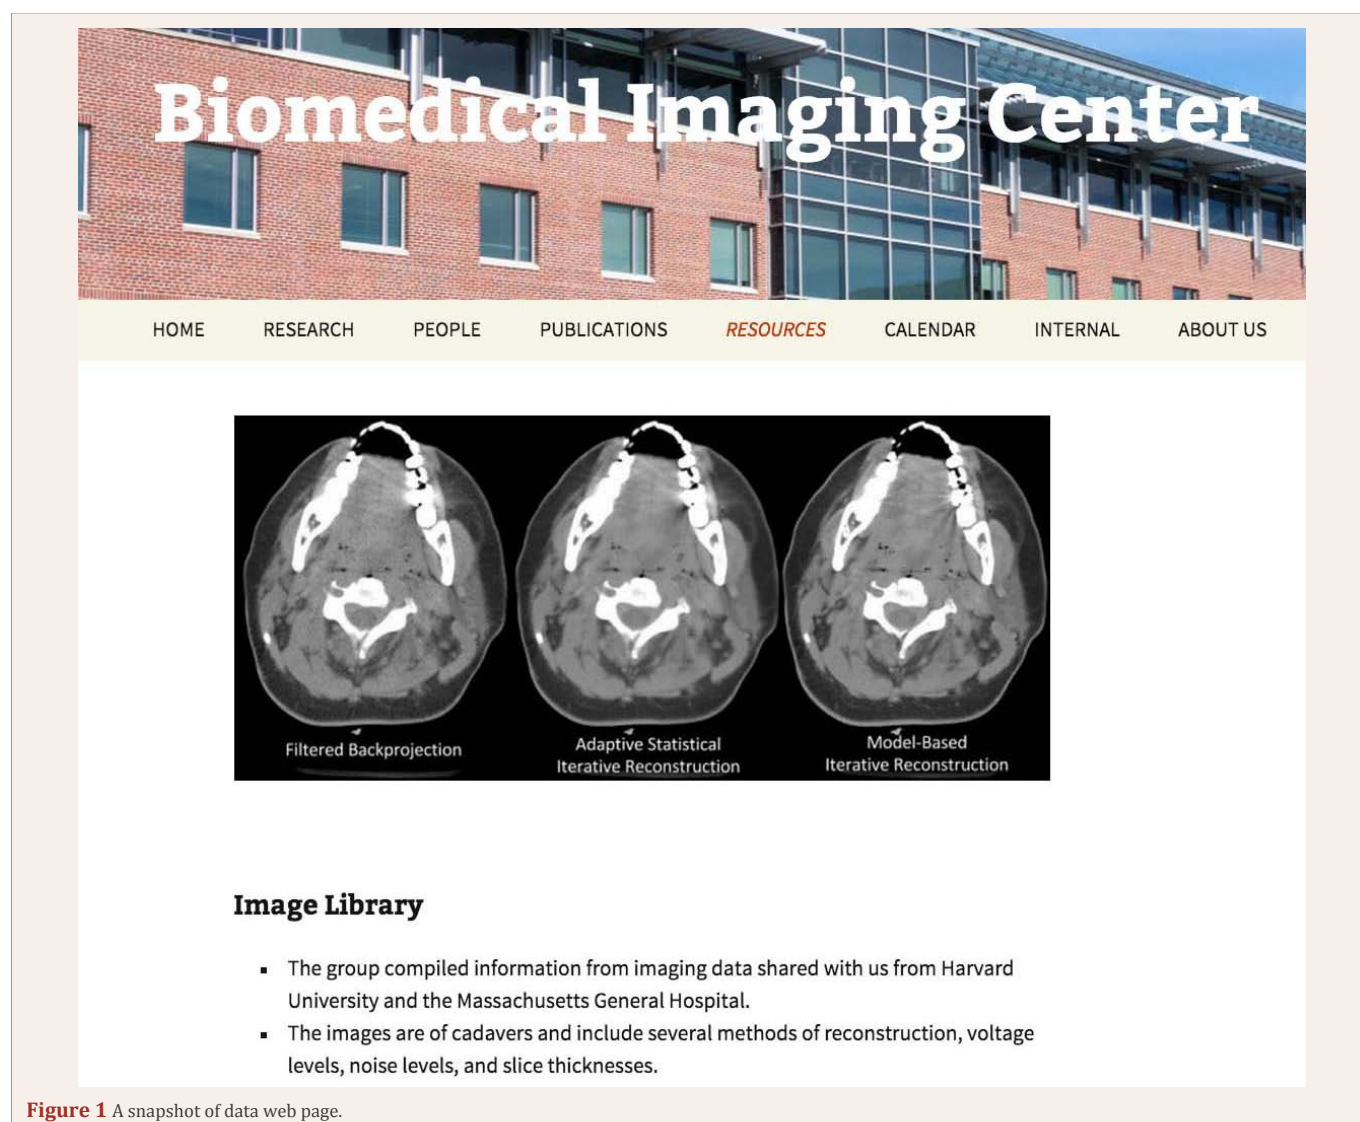 Biomedical Imaging Center
HOME RESEARCH PEOPLE PUBLICATIONS RESOURCES CALENDAR INTERNAL ABOUT US
Filtered Backprojection
Adaptive Statistical
Iterative Reconstruction
Model-Based
Iterative Reconstruction
Image Library
▪ The group compiled information from imaging data shared with us from Harvard
University and the Massachusetts General Hospital.
▪ The images are of cadavers and include several methods of reconstruction, voltage
levels, noise levels, and slice thicknesses.
Figure 1 A snapshot of data web page.